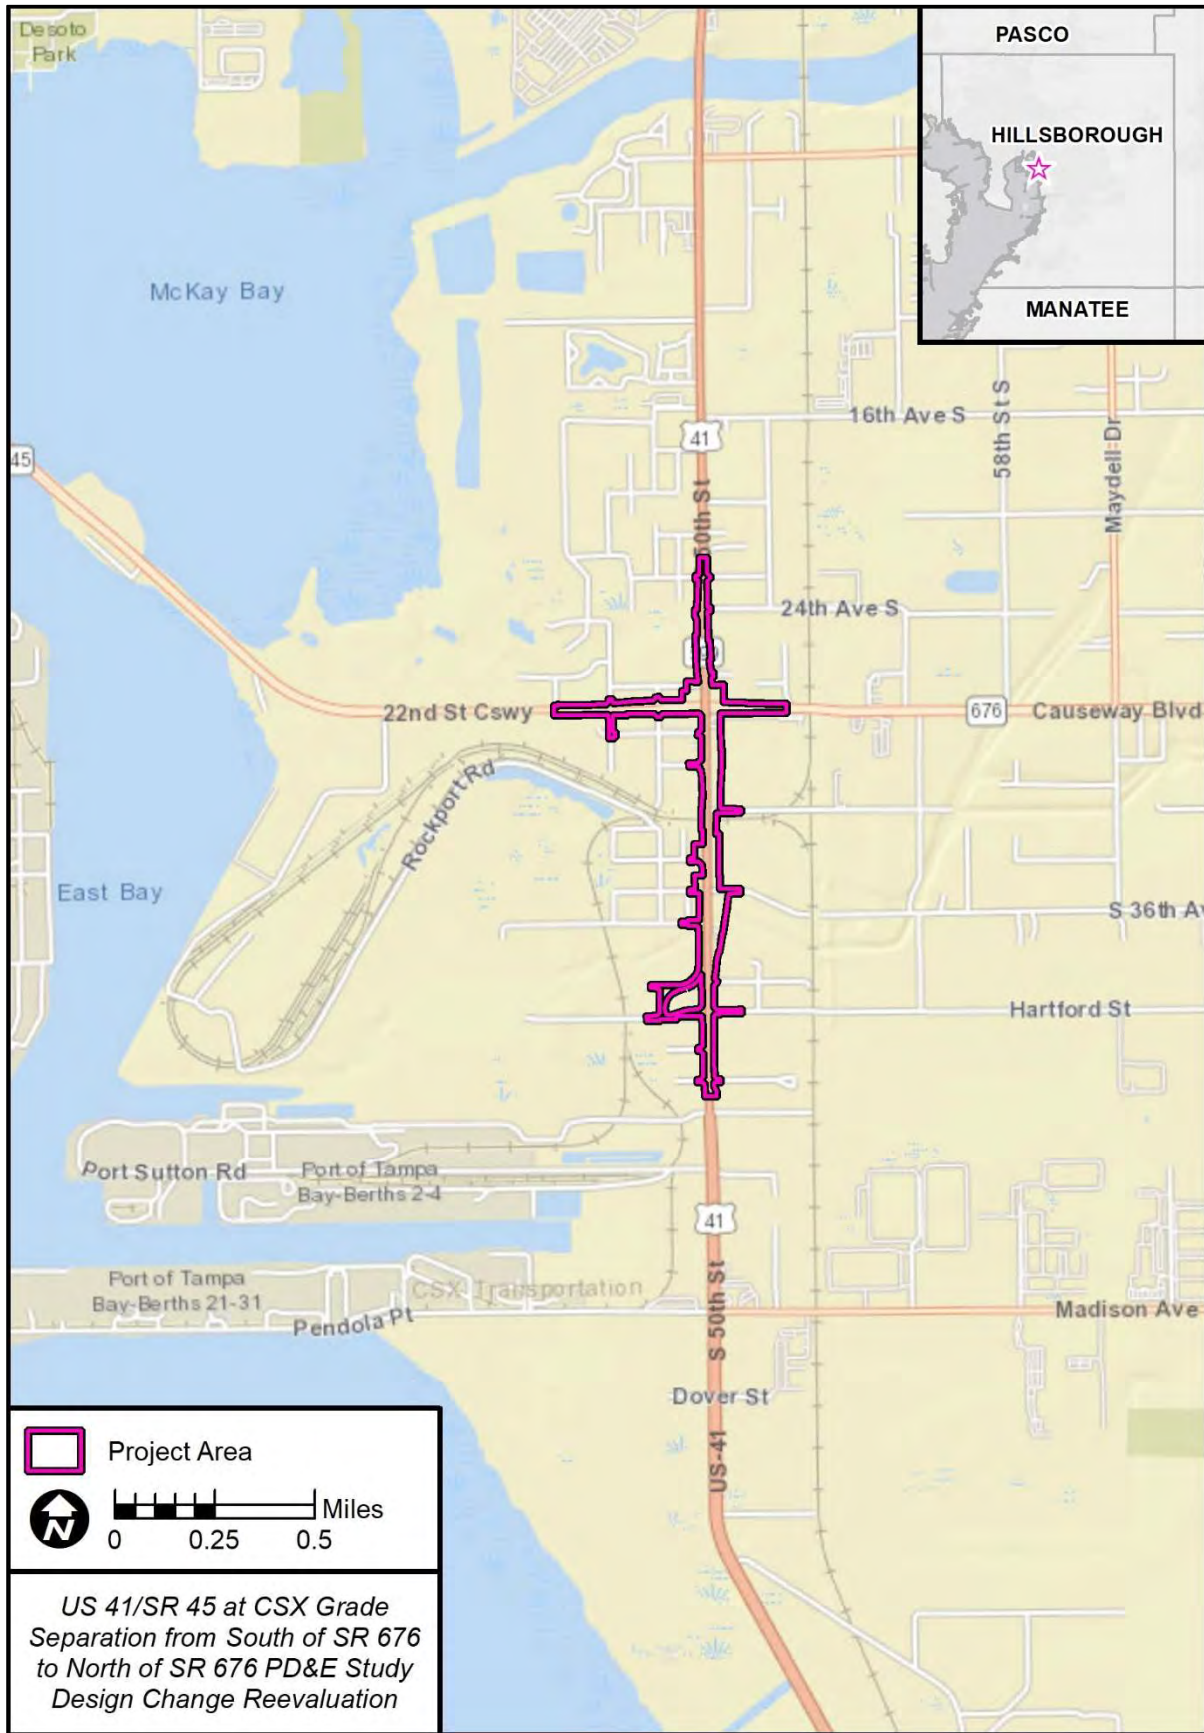 Desoto
Park
PASCO
HILLSBOROUGH
MANATEE
McKay Bay
16th Ave S
41
58th St S
Maydell Dr
45
50th St
24th Ave S
22nd St Cswy
676
Causeway Blvd
Rockport Rd
East Bay
S 36th Av
Hartford St
Port Sutton Rd
Port of Tampa
Bay-Berths 2-4
41
Port of Tampa
Bay-Berths 21-31
CSX Transportation
Pendola Pt
S 50th St
Madison Ave
Dover St
US-41
Project Area
N
Miles
0 0.25 0.5
US 41/SR 45 at CSX Grade
Separation from South of SR 676
to North of SR 676 PD&E Study
Design Change Reevaluation